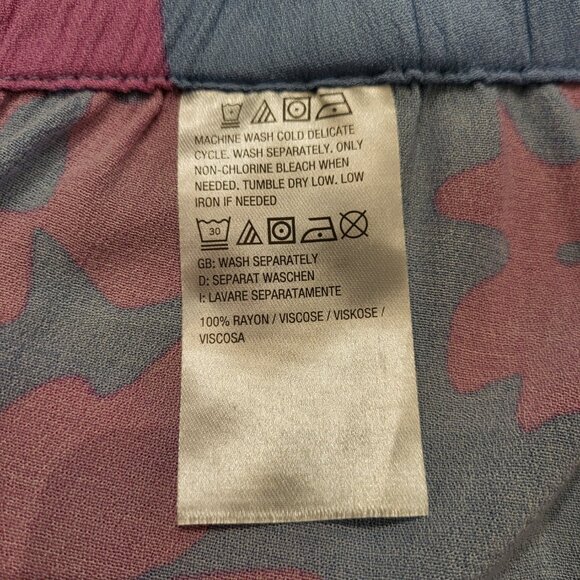 MACHINE WASH COLD DELICATE
CYCLE. WASH SEPARATELY. ONLY
NON-CHLORINE BLEACH WHEN
NEEDED. TUMBLE DRY LOW. LOW
IRON IF NEEDED
30
GB: WASH SEPARATELY
D: SEPARAT WASCHEN
I: LAVARE SEPARATAMENTE
100% RAYON / VISCOSE / VISKOSE /
VISCOSA